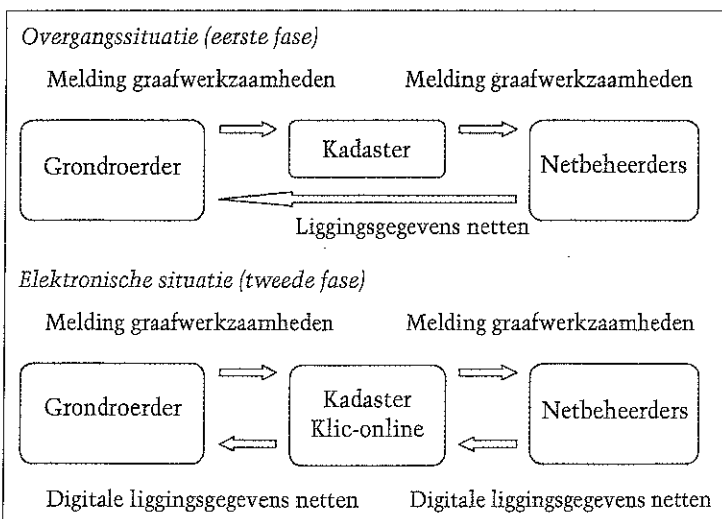 Overgangssituatie (eerste fase)
Melding graafwerkzaamheden Melding graafwerkzaamheden
Grondroerder Kadaster Netbeheerders
Liggingsgegevens netten
Elektronische situatie (tweede fase)
Melding graafwerkzaamheden Melding graafwerkzaamheden
Grondroerder Kadaster Klic-online Netbeheerders
Digitale liggingsgegevens netten Digitale liggingsgegevens netten